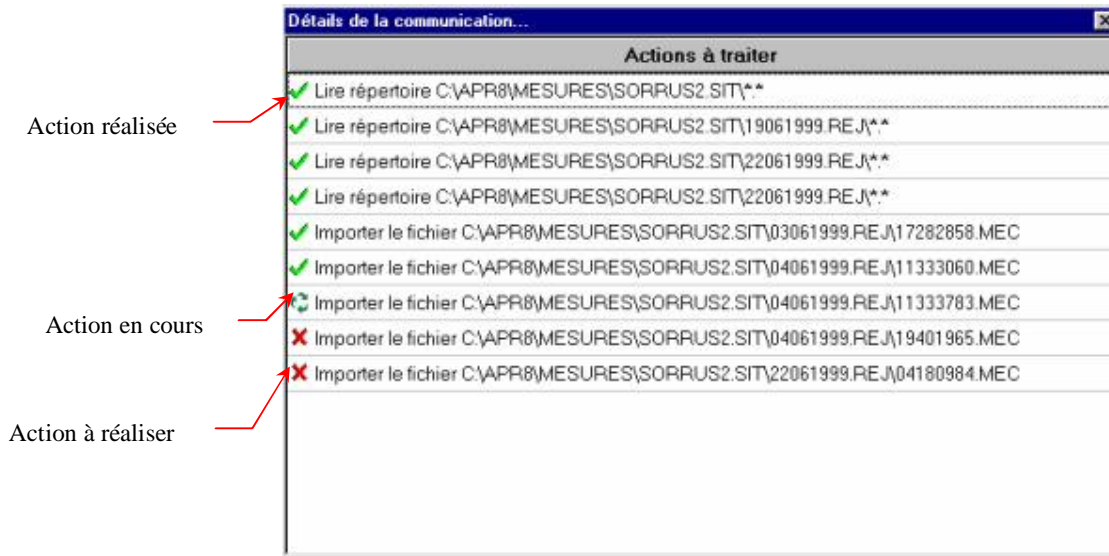 Détails de la communication...
Actions à traiter
Lire répertoire C:\APR8\MESURES\SORRUS2.SIT\*.*
Action réalisée
Lire répertoire C:\APR8\MESURES\SORRUS2.SIT\19061999.REJ\*.*
Lire répertoire C:\APR8\MESURES\SORRUS2.SIT\22061999.REJ\*.*
Lire répertoire C:\APR8\MESURES\SORRUS2.SIT\22061999.REJ\*.*
Importer le fichier C:\APR8\MESURES\SORRUS2.SIT\03061999.REJ\17282858.MEC
Importer le fichier C:\APR8\MESURES\SORRUS2.SIT\04061999.REJ\11333060.MEC
Importer le fichier C:\APR8\MESURES\SORRUS2.SIT\04061999.REJ\11333783.MEC
Action en cours
Importer le fichier C:\APR8\MESURES\SORRUS2.SIT\04061999.REJ\19401965.MEC
Importer le fichier C:\APR8\MESURES\SORRUS2.SIT\22061999.REJ\04180984.MEC
Action à réaliser